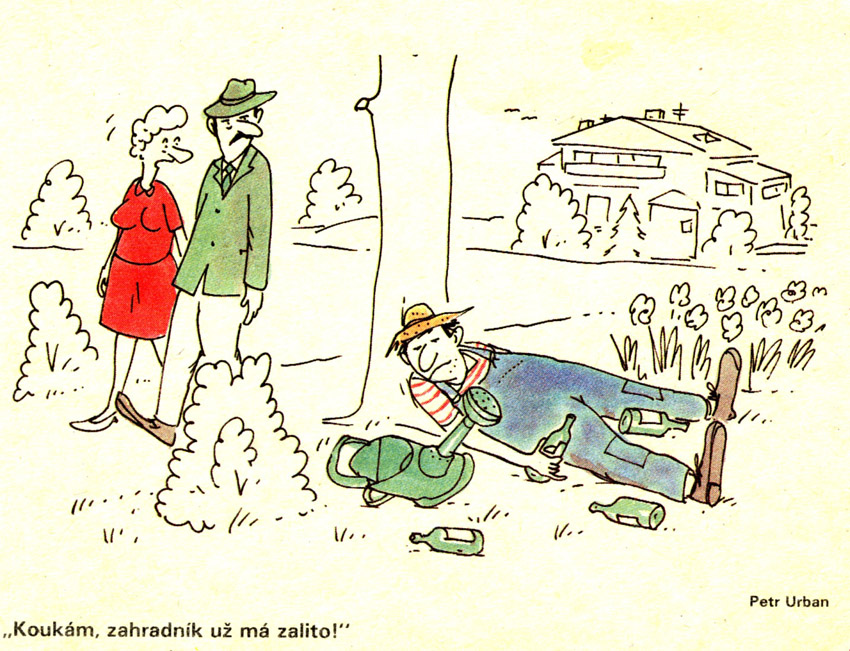 Petr Urban
„Koukám, zahradník už má zalito!“